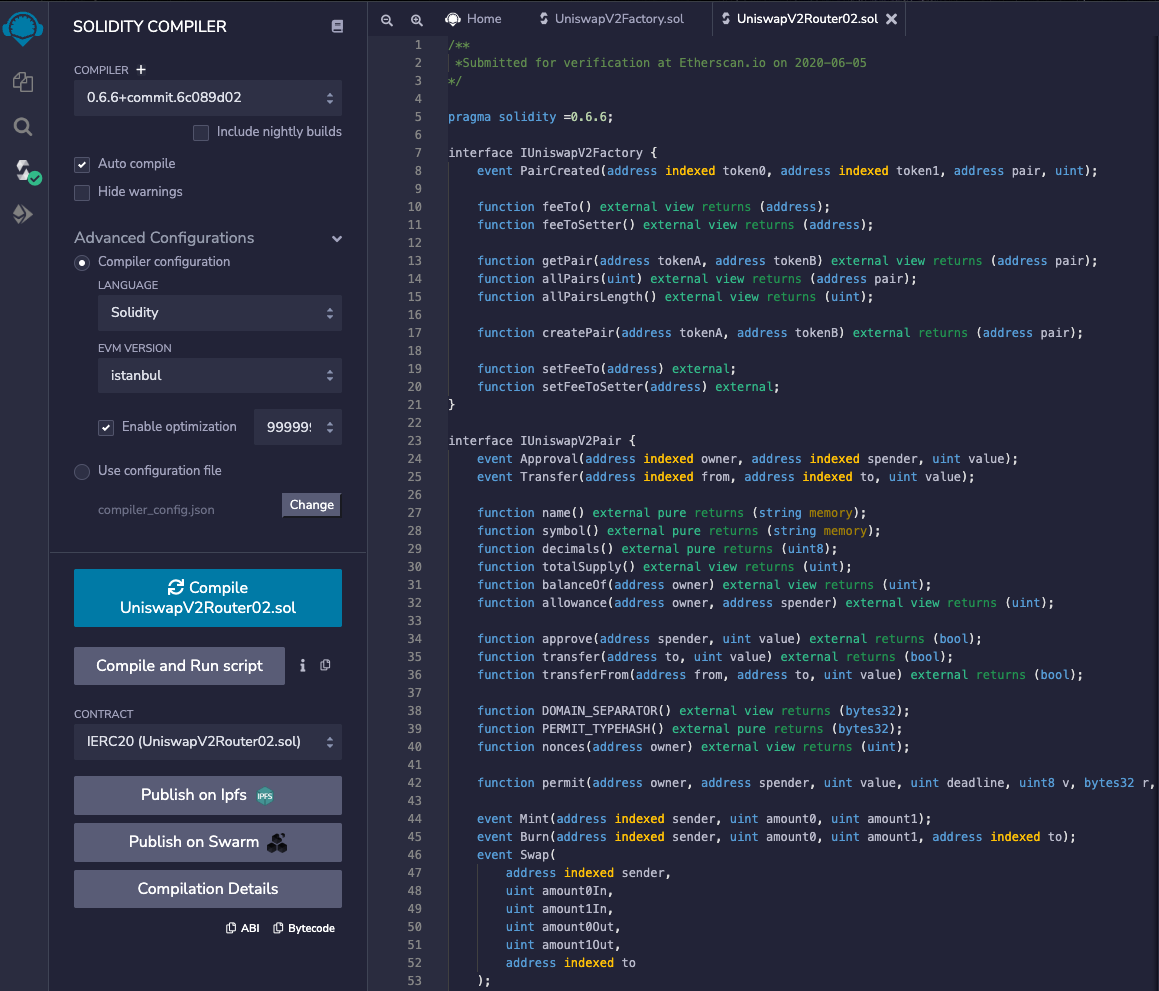 SOLIDITY COMPILER
COMPILER +
0.6.6+commit.6c089d02
Include nightly builds
Auto compile
Hide warnings
Advanced Configurations
Compiler configuration
LANGUAGE
Solidity
EVM VERSION
istanbul
Enable optimization
99999
Use configuration file
compiler_config.json
Change
Compile
UniswapV2Router02.sol
Compile and Run script
i
CONTRACT
IERC20 (UniswapV2Router02.sol)
Publish on Ipfs IPFS
Publish on Swarm
Compilation Details
ABI Bytecode
Home UniswapV2Factory.sol UniswapV2Router02.sol
1 /**
2 *Submitted for verification at Etherscan.io on 2020-06-05
3 */
4
5 pragma solidity =0.6.6;
6
7 interface IUniswapV2Factory {
8 event PairCreated(address indexed token0, address indexed token1, address pair, uint);
9
10 function feeTo() external view returns (address);
11 function feeToSetter() external view returns (address);
12
13 function getPair(address tokenA, address tokenB) external view returns (address pair);
14 function allPairs(uint) external view returns (address pair);
15 function allPairsLength() external view returns (uint);
16
17 function createPair(address tokenA, address tokenB) external returns (address pair);
18
19 function setFeeTo(address) external;
20 function setFeeToSetter(address) external;
21 }
22
23 interface IUniswapV2Pair {
24 event Approval(address indexed owner, address indexed spender, uint value);
25 event Transfer(address indexed from, address indexed to, uint value);
26
27 function name() external pure returns (string memory);
28 function symbol() external pure returns (string memory);
29 function decimals() external pure returns (uint8);
30 function totalSupply() external view returns (uint);
31 function balanceOf(address owner) external view returns (uint);
32 function allowance(address owner, address spender) external view returns (uint);
33
34 function approve(address spender, uint value) external returns (bool);
35 function transfer(address to, uint value) external returns (bool);
36 function transferFrom(address from, address to, uint value) external returns (bool);
37
38 function DOMAIN_SEPARATOR() external view returns (bytes32);
39 function PERMIT_TYPEHASH() external pure returns (bytes32);
40 function nonces(address owner) external view returns (uint);
41
42 function permit(address owner, address spender, uint value, uint deadline, uint8 v, bytes32 r,
43
44 event Mint(address indexed sender, uint amount0, uint amount1);
45 event Burn(address indexed sender, uint amount0, uint amount1, address indexed to);
46 event Swap(
47 address indexed sender,
48 uint amount0In,
49 uint amount1In,
50 uint amount0Out,
51 uint amount1Out,
52 address indexed to
53 );